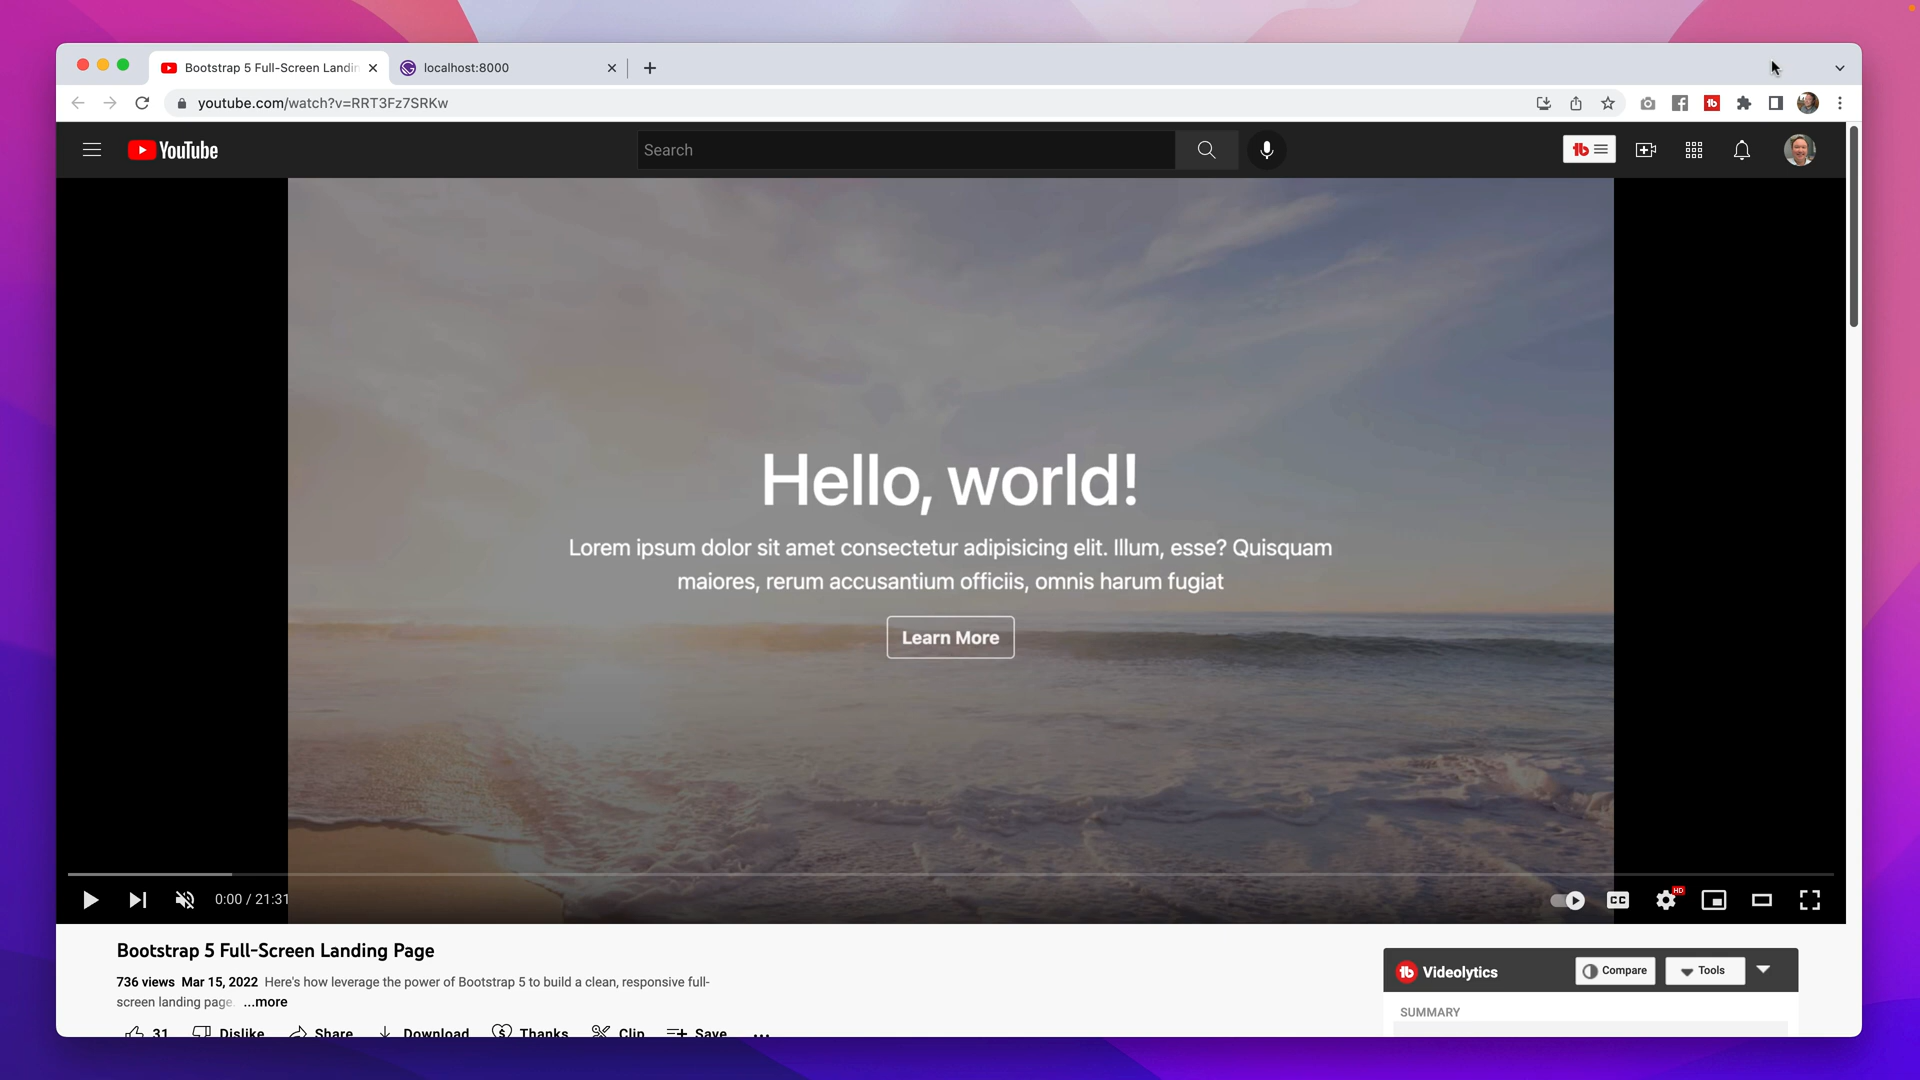 Bootstrap 5 Full-Screen Landin
localhost:8000
youtube.com/watch?v=RRT3Fz7SRKw
YouTube
Search
Hello, world!
Lorem ipsum dolor sit amet consectetur adipisicing elit. Illum, esse? Quisquam
maiores, rerum accusantium officiis, omnis harum fugiat
Learn More
0:00 / 21:31
CC
HD
Bootstrap 5 Full-Screen Landing Page
736 views Mar 15, 2022 Here's how leverage the power of Bootstrap 5 to build a clean, responsive full-
screen landing page. ...more
31 Dislike Share Download Thanks Clip Save ...
tb Videolytics Compare Tools
SUMMARY